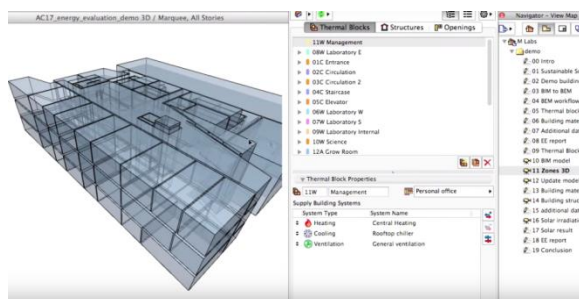 AC17_energy_evaluation_demo 3D / Marquee, All Stories
Thermal Blocks
Structures
Openings
11W Management
08W Laboratory E
01C Entrance
02C Circulation
03C Circulation 2
04C Staircase
05C Elevator
06W Laboratory W
07W Laboratory S
09W Laboratory Internal
10W Science
12A Grow Room
Thermal Block Properties
11W Management Personal office
Supply Building Systems
System Type System Name
Heating Central Heating
Cooling Rooftop chiller
Ventilation General ventilation
Navigator - View Map
M Labs
demo
00 Intro
01 Sustainable S
02 Demo building
03 BIM to BEM
04 BEM workflow
05 Thermal block
06 Building mate
07 Additional dat
08 EE report
09 Thermal Block
10 BIM model
11 Zones 3D
12 Update model
13 Building mate
14 Building struc
15 additional dat
16 Solar irradiation
17 Solar result
18 EE report
19 Conclusion